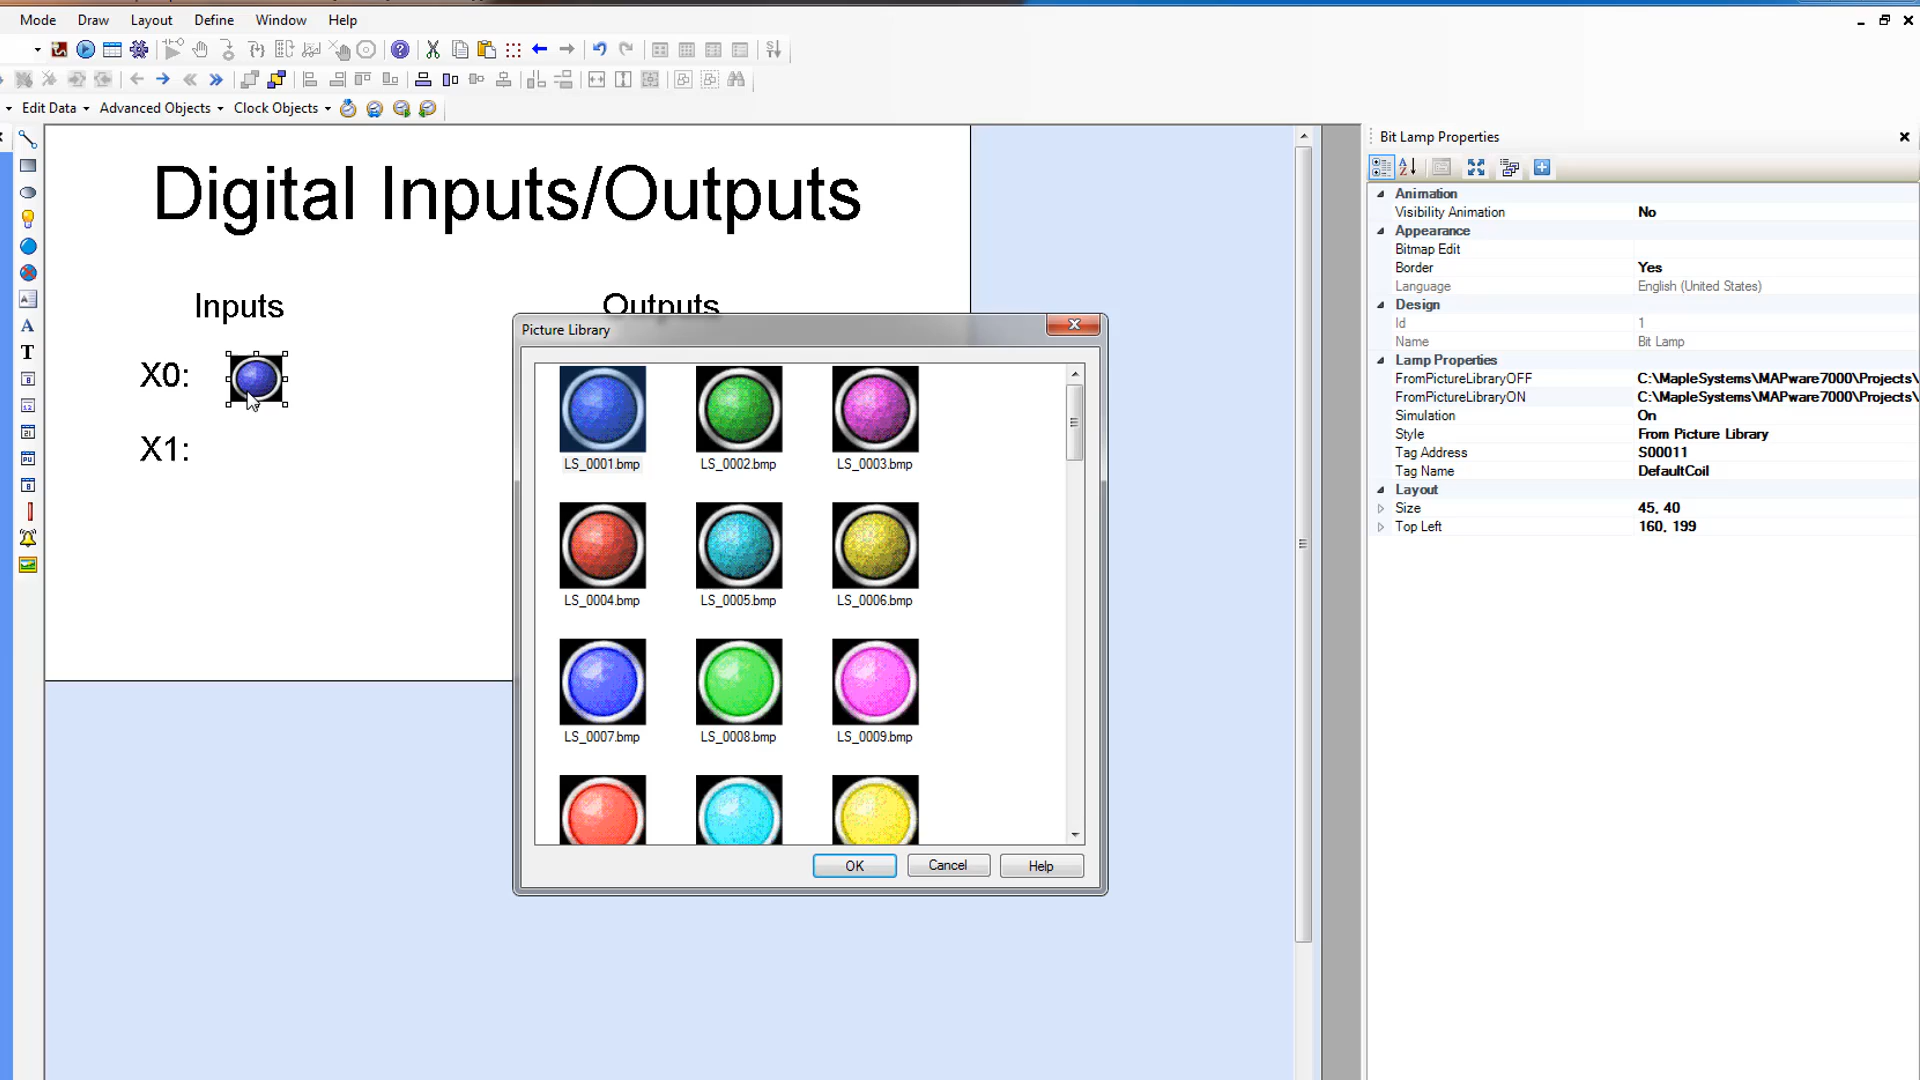 Mode Draw Layout Define Window Help
Edit Data Advanced Objects Clock Objects
Digital Inputs/Outputs
Inputs Outputs
X0:
X1:
Picture Library
LS_0001.bmp LS_0002.bmp LS_0003.bmp
LS_0004.bmp LS_0005.bmp LS_0006.bmp
LS_0007.bmp LS_0008.bmp LS_0009.bmp
OK Cancel Help
Bit Lamp Properties
Animation
Visibility Animation No
Appearance
Bitmap Edit
Border Yes
Language English (United States)
Design
Id 1
Name Bit Lamp
Lamp Properties
FromPictureLibraryOFF C:\MapleSystems\MAPware7000\Projects\
FromPictureLibraryON C:\MapleSystems\MAPware7000\Projects\
Simulation On
Style From Picture Library
Tag Address S00011
Tag Name DefaultCoil
Layout
Size 45, 40
Top Left 160, 199